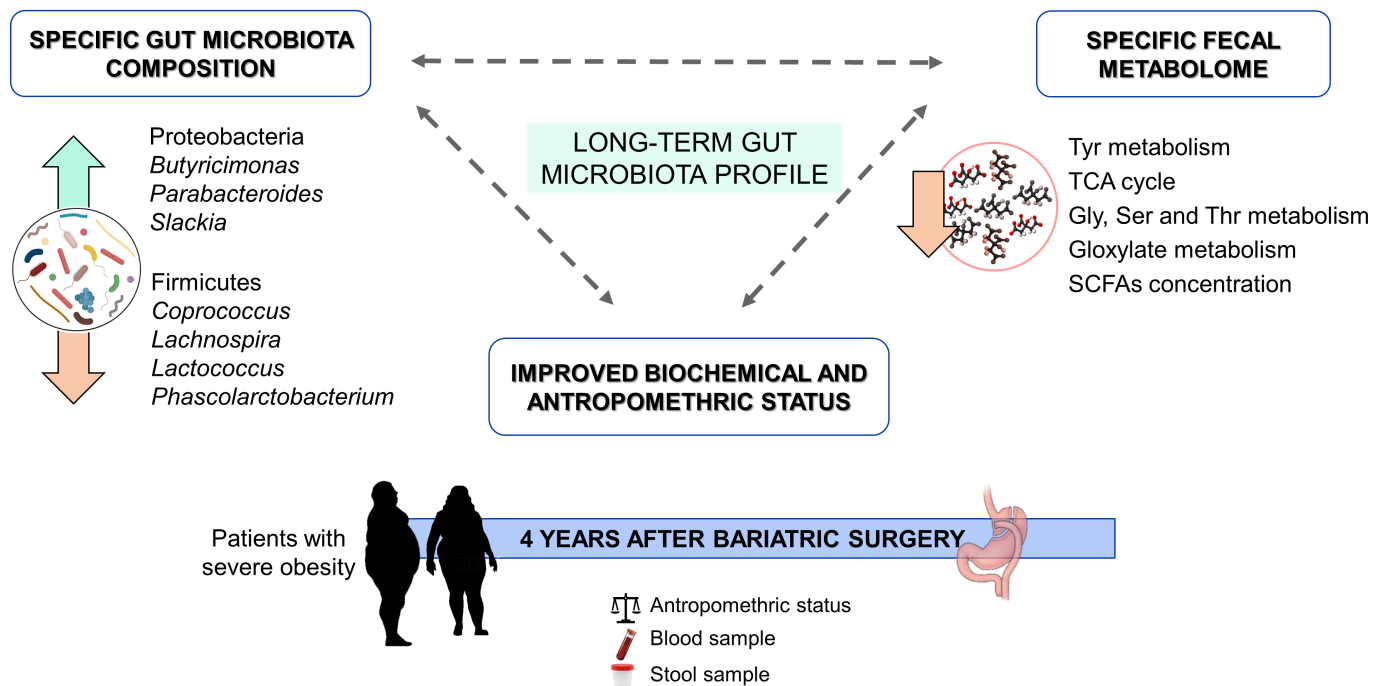 SPECIFIC GUT MICROBIOTA
COMPOSITION
SPECIFIC FECAL
METABOLOME
LONG-TERM GUT
MICROBIOTA PROFILE
Proteobacteria
Butyricimonas
Parabacteroides
Slackia
Firmicutes
Coprococcus
Lachnospira
Lactococcus
Phascolarctobacterium
Tyr metabolism
TCA cycle
Gly, Ser and Thr metabolism
Gloxylate metabolism
SCFAs concentration
IMPROVED BIOCHEMICAL AND
ANTROPOMETHRIC STATUS
Patients with
severe obesity
4 YEARS AFTER BARIATRIC SURGERY
Antropomethric status
Blood sample
Stool sample